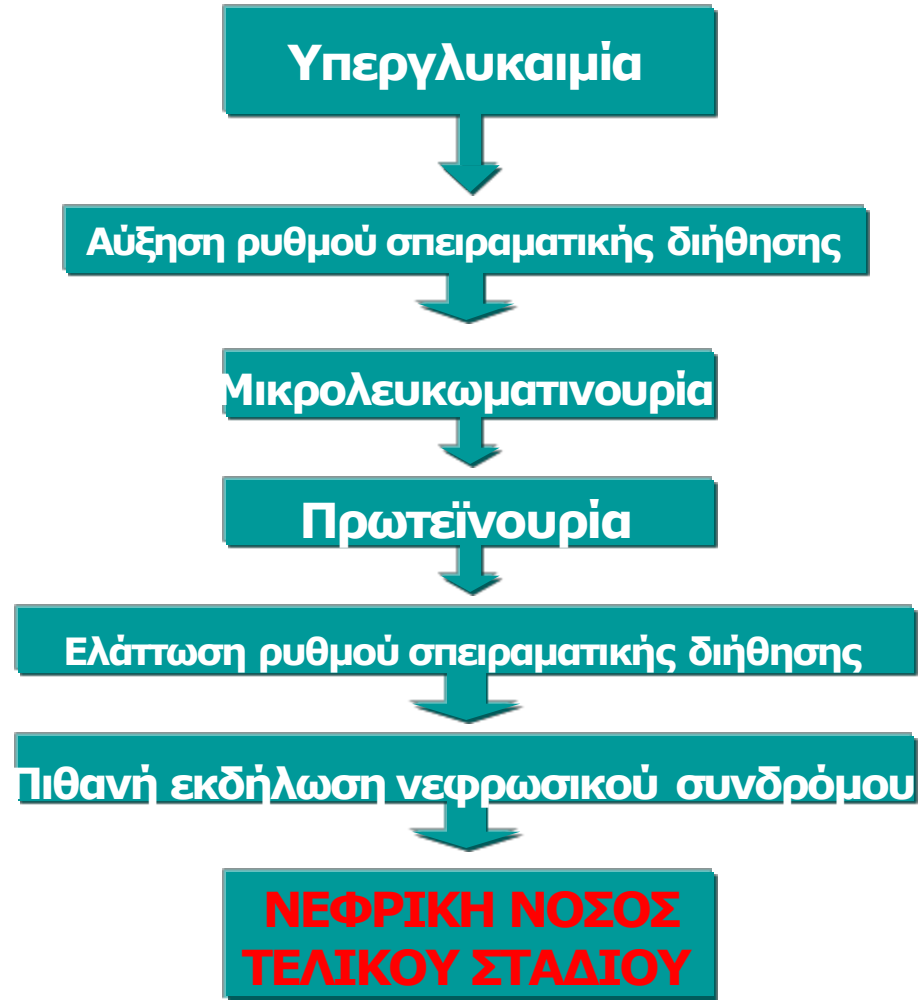 Υπεργλυκαιμία
Αύξηση ρυθμού σπειραματικής διήθησης
Μικρολευκωματινουρία
Πρωτεϊνουρία
Ελάττωση ρυθμού σπειραματικής διήθησης
Πιθανή εκδήλωση νεφρωσικού συνδρόμου
ΝΕΦΡΙΚΗ ΝΟΣΟΣ
ΤΕΛΙΚΟΥ ΣΤΑΔΙΟΥ